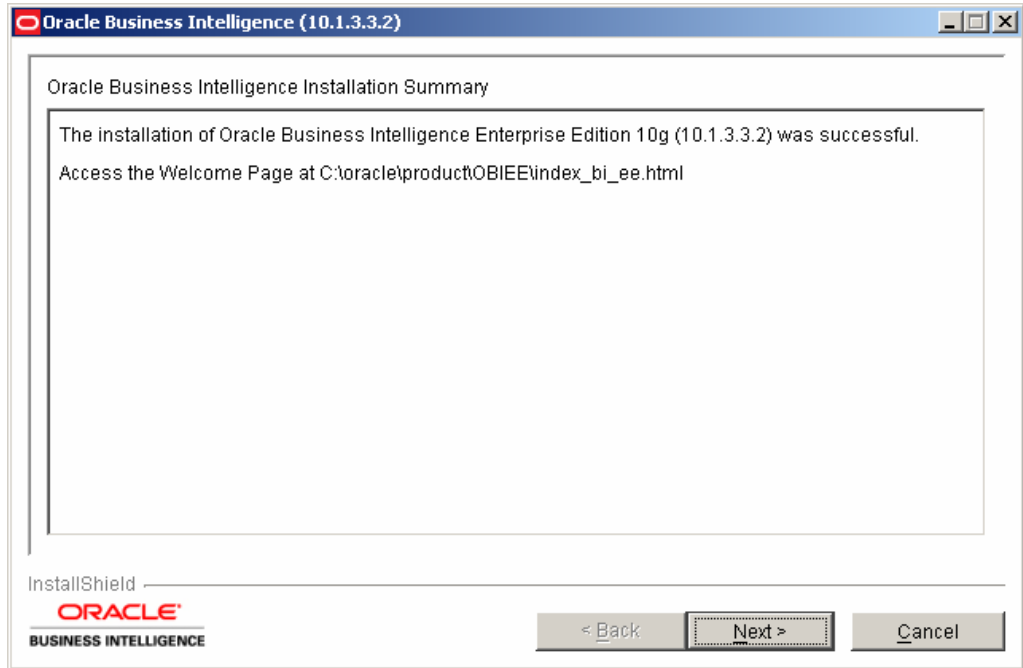 Oracle Business Intelligence (10.1.3.3.2)
Oracle Business Intelligence Installation Summary
The installation of Oracle Business Intelligence Enterprise Edition 10g (10.1.3.3.2) was successful.
Access the Welcome Page at C:\oracle\product\OBIEE\index_bi_ee.html
InstallShield
ORACLE'
BUSINESS INTELLIGENCE
< Back
Next >
Cancel